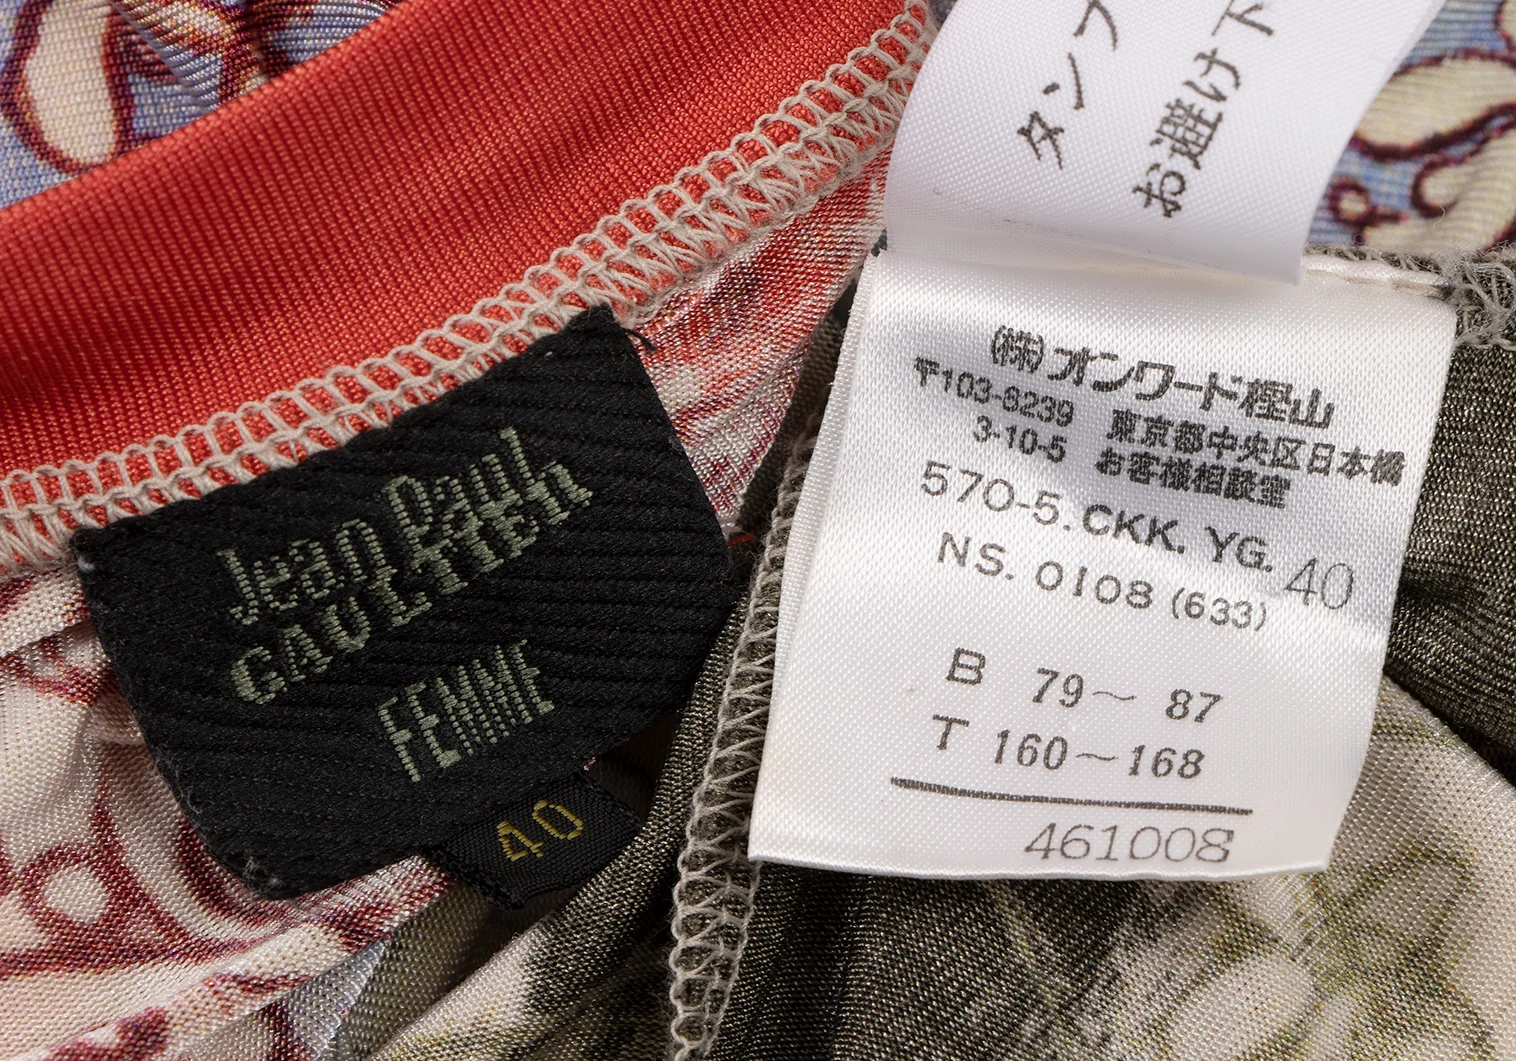 Jean Paul
GAULTIER
FEMME
40
タンブ
お避け下
(株)オンワード樫山
〒103-8239 東京都中央区日本橋
3-10-5 お客様相談室
570-5.CKK. YG. 40
NS. 0108 (633)
B 79～ 87
T 160～168
461008